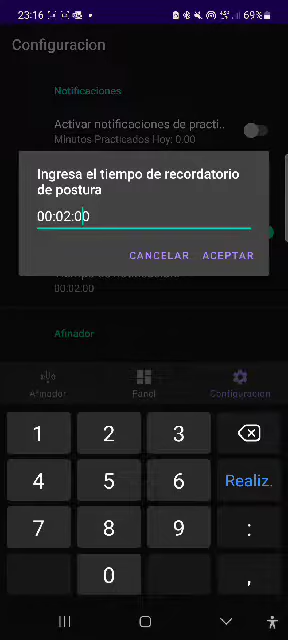 23:16
69%
Configuracion
Notificaciones
Activar notificaciones de practi..
Minutos Practicados Hoy: 0.00
Ingresa el tiempo de recordatorio
de postura
00:02:00
CANCELAR ACEPTAR
00:02:00
Afinador
Afinador Panel Configuracion
1 2 3
4 5 6 Realiz.
7 8 9 :
0 ,